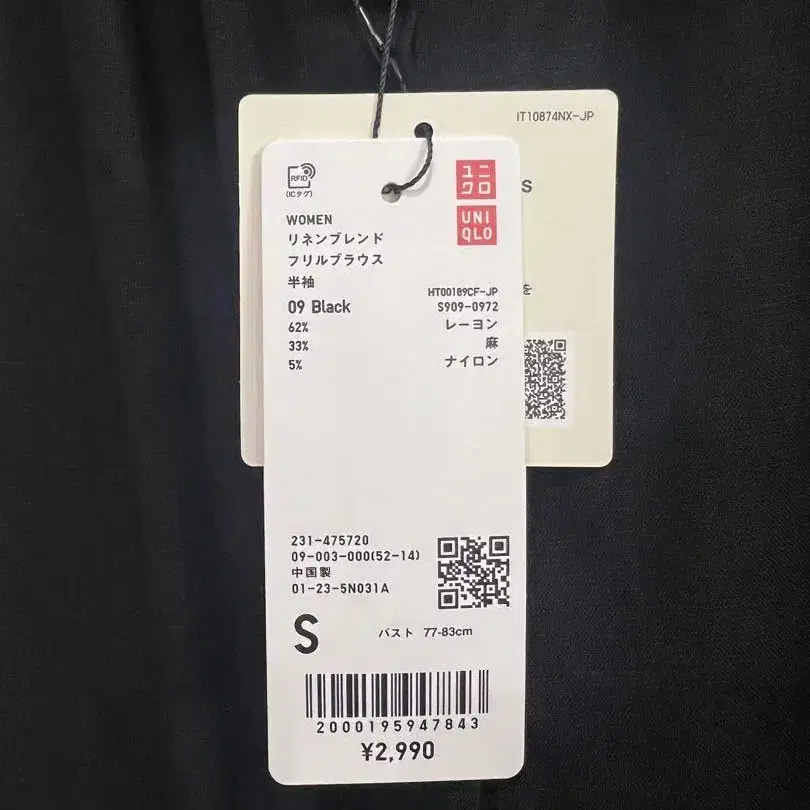 IT10874NX-JP
S
を
RFID
(ICタグ)
ユニ
クロ
UNI
QLO
WOMEN
リネンブレンド
フリルブラウス
半袖
HT00189CF-JP
09 Black S909-0972
62% レーヨン
33% 麻
5% ナイロン
231-475720
09-003-000(52-14)
中国製
01-23-5N031A
S バスト 77-83cm
2000195947843
¥2,990